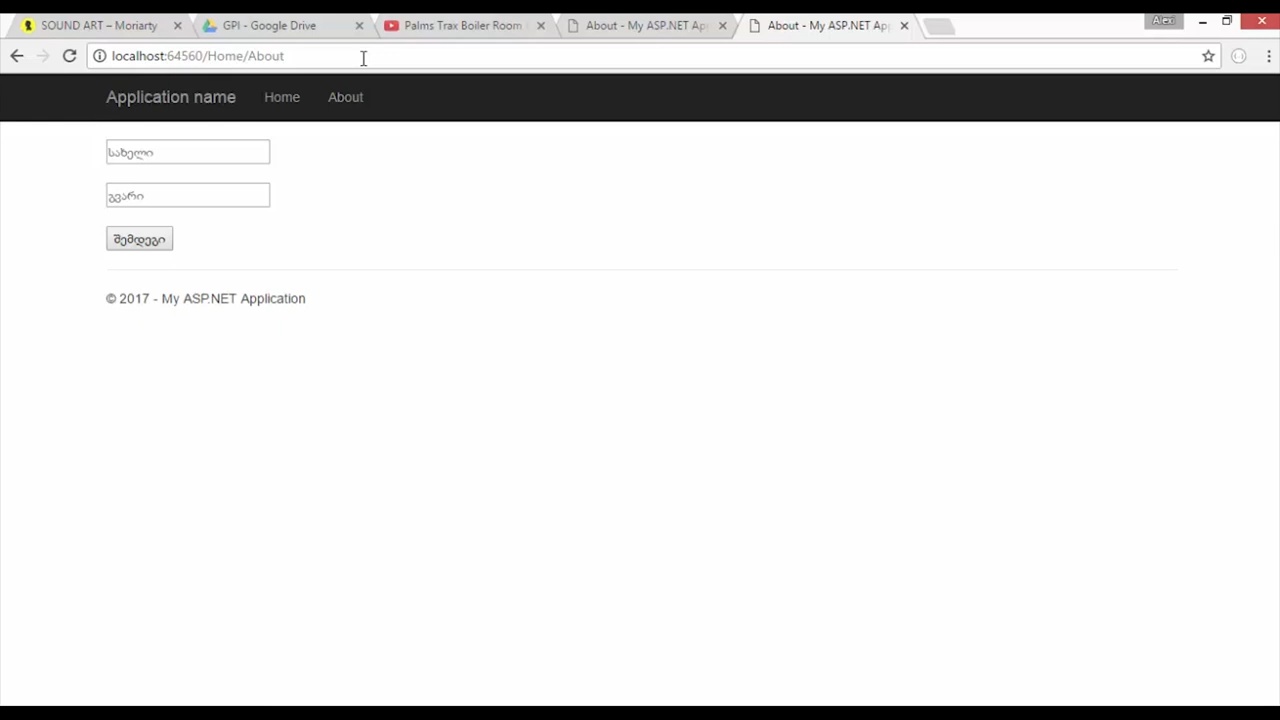 SOUND ART – Moriarty
GPI - Google Drive
Palms Trax Boiler Room
About - My ASP.NET Ap
About - My ASP.NET Ap
Alexi
localhost:64560/Home/About
Application name Home About
სახელი
გვარი
შემდეგი
© 2017 - My ASP.NET Application